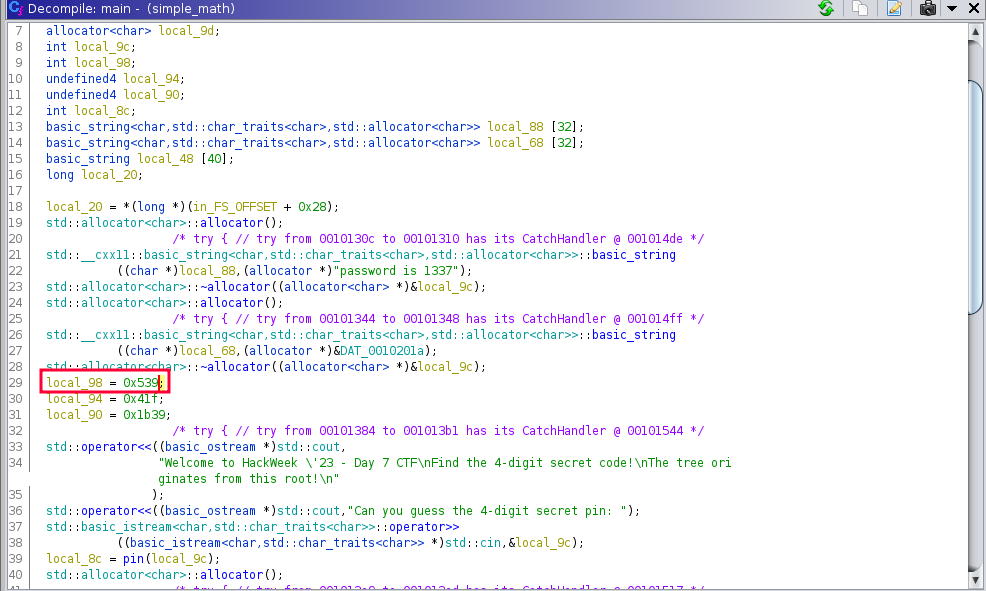 Decompile: main - (simple_math)
7 allocator<char> local_9d;
8 int local_9c;
9 int local_98;
10 undefined4 local_94;
11 undefined4 local_90;
12 int local_8c;
13 basic_string<char,std::char_traits<char>,std::allocator<char>> local_88 [32];
14 basic_string<char,std::char_traits<char>,std::allocator<char>> local_68 [32];
15 basic_string local_48 [40];
16 long local_20;
17
18 local_20 = *(long *)(in_FS_OFFSET + 0x28);
19 std::allocator<char>::allocator();
20 /* try { // try from 0010130c to 00101310 has its CatchHandler @ 001014de */
21 std::__cxx11::basic_string<char,std::char_traits<char>,std::allocator<char>>::basic_string
22 ((char *)local_88,(allocator *)"password is 1337");
23 std::allocator<char>::~allocator((allocator<char> *)&local_9c);
24 std::allocator<char>::allocator();
25 /* try { // try from 00101344 to 00101348 has its CatchHandler @ 001014ff */
26 std::__cxx11::basic_string<char,std::char_traits<char>,std::allocator<char>>::basic_string
27 ((char *)local_68,(allocator *)&DAT_0010201a);
28 std::allocator<char>::~allocator((allocator<char> *)&local_9c);
29 local_98 = 0x539;
30 local_94 = 0x41f;
31 local_90 = 0x1b39;
32 /* try { // try from 00101384 to 001013b1 has its CatchHandler @ 00101544 */
33 std::operator<<((basic_ostream *)std::cout,
34 "Welcome to HackWeek \'23 - Day 7 CTF\nFind the 4-digit secret code!\nThe tree ori
ginates from this root!\n"
35 );
36 std::operator<<((basic_ostream *)std::cout,"Can you guess the 4-digit secret pin: ");
37 std::basic_istream<char,std::char_traits<char>>::operator>>
38 ((basic_istream<char,std::char_traits<char>> *)std::cin,&local_9c);
39 local_8c = pin(local_9c);
40 std::allocator<char>::allocator();